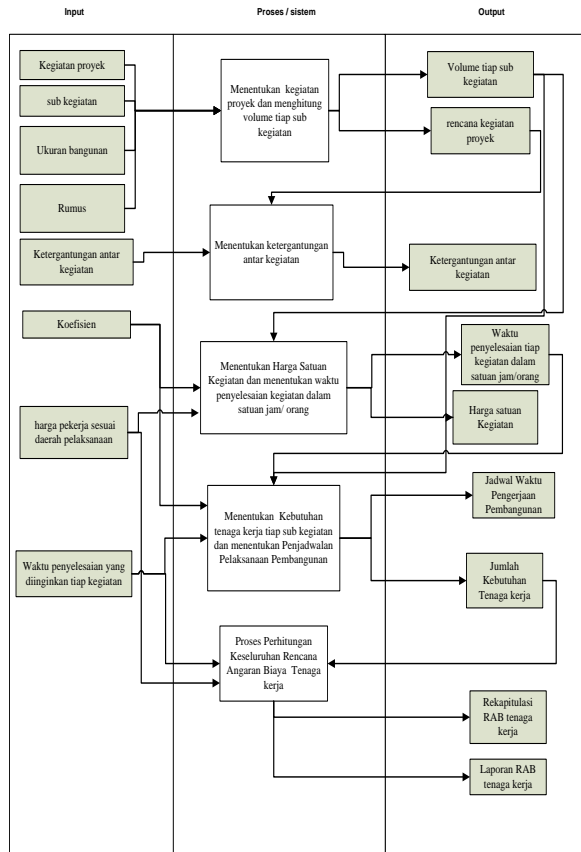 Input
Proses / sistem
Output
Kegiatan proyek
sub kegiatan
Ukuran bangunan
Rumus
Ketergantungan antar
kegiatan
Koefisien
harga pekerja sesuai
daerah pelaksanaan
Waktu penyelesaian yang
diinginkan tiap kegiatan
Menentukan kegiatan
proyek dan menghitung
volume tiap sub
kegiatan
Menentukan ketergantungan
antar kegiatan
Menentukan Harga Satuan
Kegiatan dan menentukan waktu
penyelesaian kegiatan dalam
satuan jam/ orang
Menentukan Kebutuhan
tenaga kerja tiap sub kegiatan
dan menentukan Penjadwalan
Pelaksanaan Pembangunan
Proses Perhitungan
Keseluruhan Rencana
Angaran Biaya Tenaga
kerja
Volume tiap sub
kegiatan
rencana kegiatan
proyek
Ketergantungan antar
kegiatan
Waktu
penyelesaian tiap
kegiatan dalam
satuan jam/orang
Harga satuan
Kegiatan
Jadwal Waktu
Pengerjaan
Pembangunan
Jumlah
Kebutuhan
Tenaga kerja
Rekapitulasi
RAB tenaga
kerja
Laporan RAB
tenaga kerja